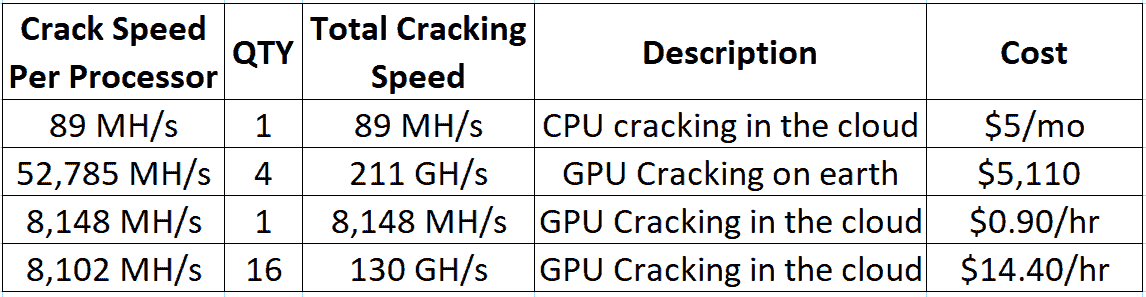 Crack Speed Per Processor QTY Total Cracking Speed Description Cost
89 MH/s 1 89 MH/s CPU cracking in the cloud $5/mo
52,785 MH/s 4 211 GH/s GPU Cracking on earth $5,110
8,148 MH/s 1 8,148 MH/s GPU Cracking in the cloud $0.90/hr
8,102 MH/s 16 130 GH/s GPU Cracking in the cloud $14.40/hr